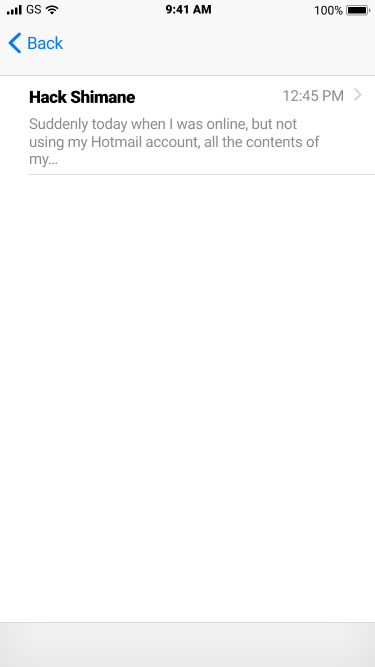 GS 9:41 AM 100%
Back
Hack Shimane 12:45 PM
Suddenly today when I was online, but not
using my Hotmail account, all the contents of
my...